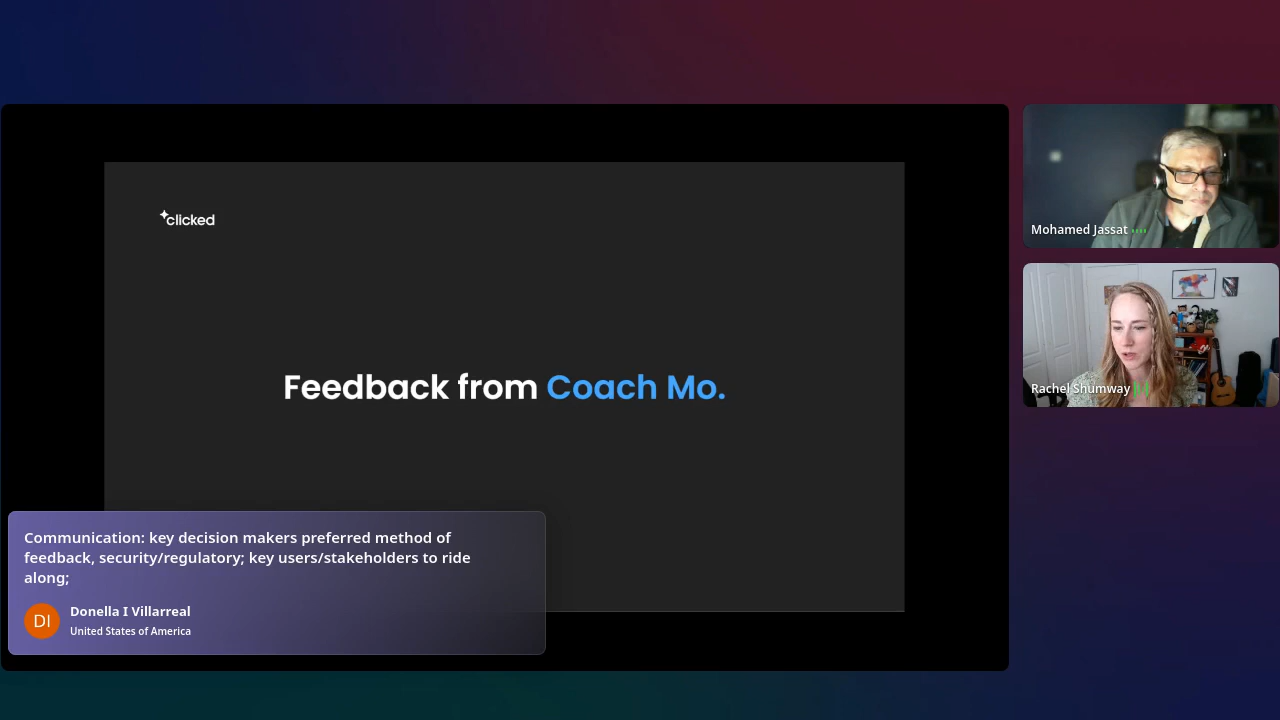 clicked
Feedback from Coach Mo.
Communication: key decision makers preferred method of
feedback, security/regulatory; key users/stakeholders to ride
along;
DI
Donella I Villarreal
United States of America
Mohamed Jassat
Rachel Shumway